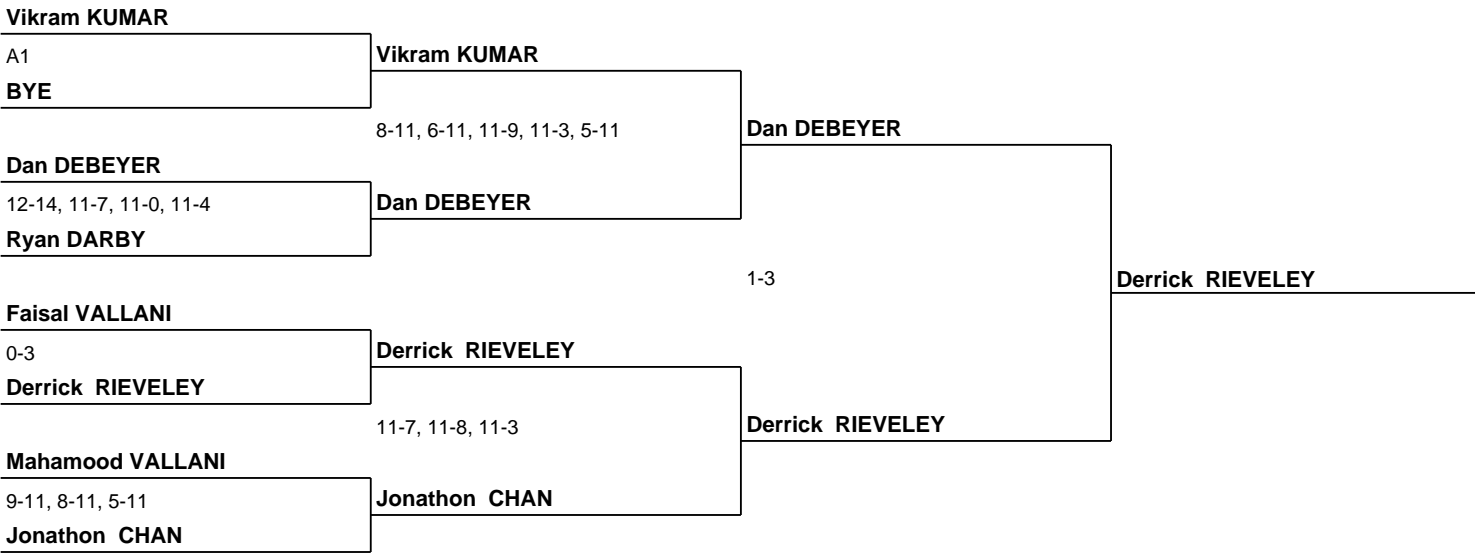 Vikram KUMAR
A1
BYE
Dan DEBEYER
12-14, 11-7, 11-0, 11-4
Ryan DARBY
Faisal VALLANI
0-3
Derrick RIEVELEY
Mahamood VALLANI
9-11, 8-11, 5-11
Jonathon CHAN
Vikram KUMAR
8-11, 6-11, 11-9, 11-3, 5-11
Dan DEBEYER
Derrick RIEVELEY
11-7, 11-8, 11-3
Jonathon CHAN
Dan DEBEYER
1-3
Derrick RIEVELEY
Derrick RIEVELEY